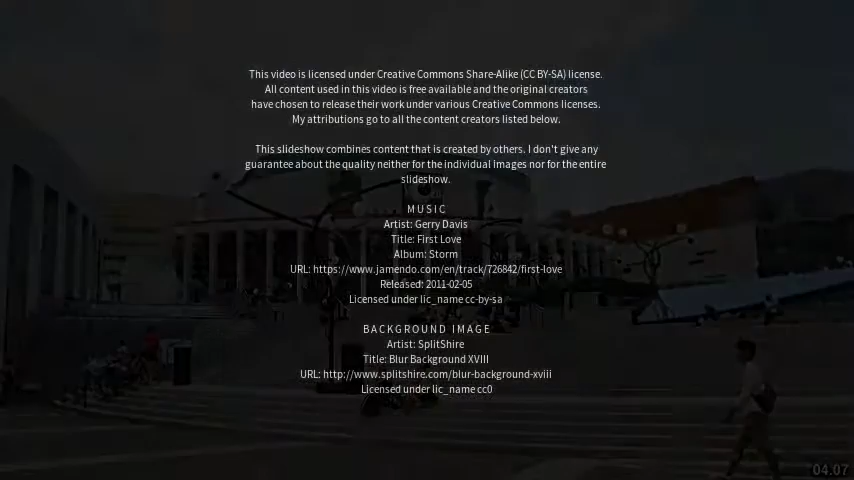 This video is licensed under Creative Commons Share-Alike (CC BY-SA) license.
All content used in this video is free available and the original creators
have chosen to release their work under various Creative Commons licenses.
My attributions go to all the content creators listed below.
This slideshow combines content that is created by others. I don't give any
guarantee about the quality neither for the individual Images nor for the entire
slideshow.
MUSIC
Artist: Gerry Davis
Title: First Love
Album: Storm
URL: https://www.jamendo.com/en/track/726842/first-love
Released: 2011-02-05
Licensed under lic_name cc-by-sa
BACKGROUND IMAGE
Artist: SplitShire
Title: Blur Background XVIII
URL: http://www.splitshire.com/blur-background-xviii
Licensed under lic_name cc0
04.07